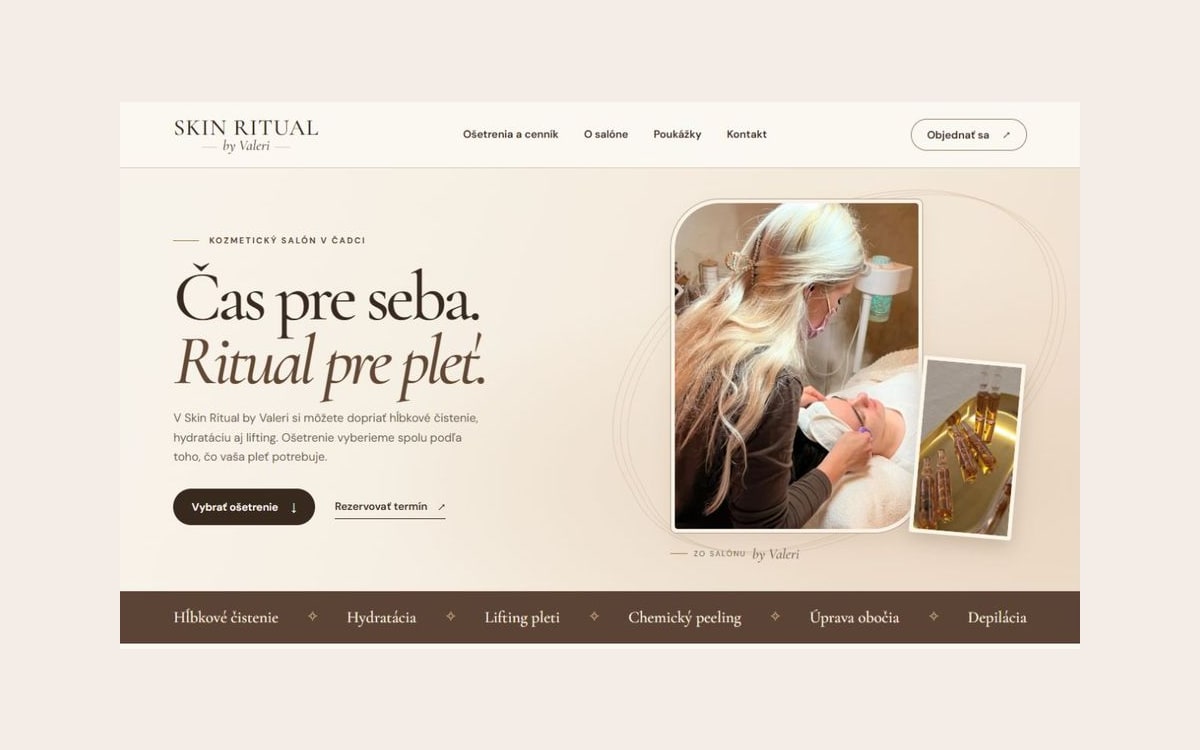 SKIN RITUAL
by Valeri
Ošetrenia a cenník
O salóne
Poukážky
Kontakt
Objednať sa ↗
KOZMETICKÝ SALÓN V ČADCI
Čas pre seba.
Ritual pre pleť.
V Skin Ritual by Valeri si môžete dopriať hĺbkové čistenie,
hydratáciu aj lifting. Ošetrenie vyberieme spolu podľa
toho, čo vaša pleť potrebuje.
Vybrať ošetrenie ↓
Rezervovať termín ↗
ZO SALÓNU by Valeri
Hĺbkové čistenie ✧ Hydratácia ✧ Lifting pleti ✧ Chemický peeling ✧ Úprava obočia ✧ Depilácia